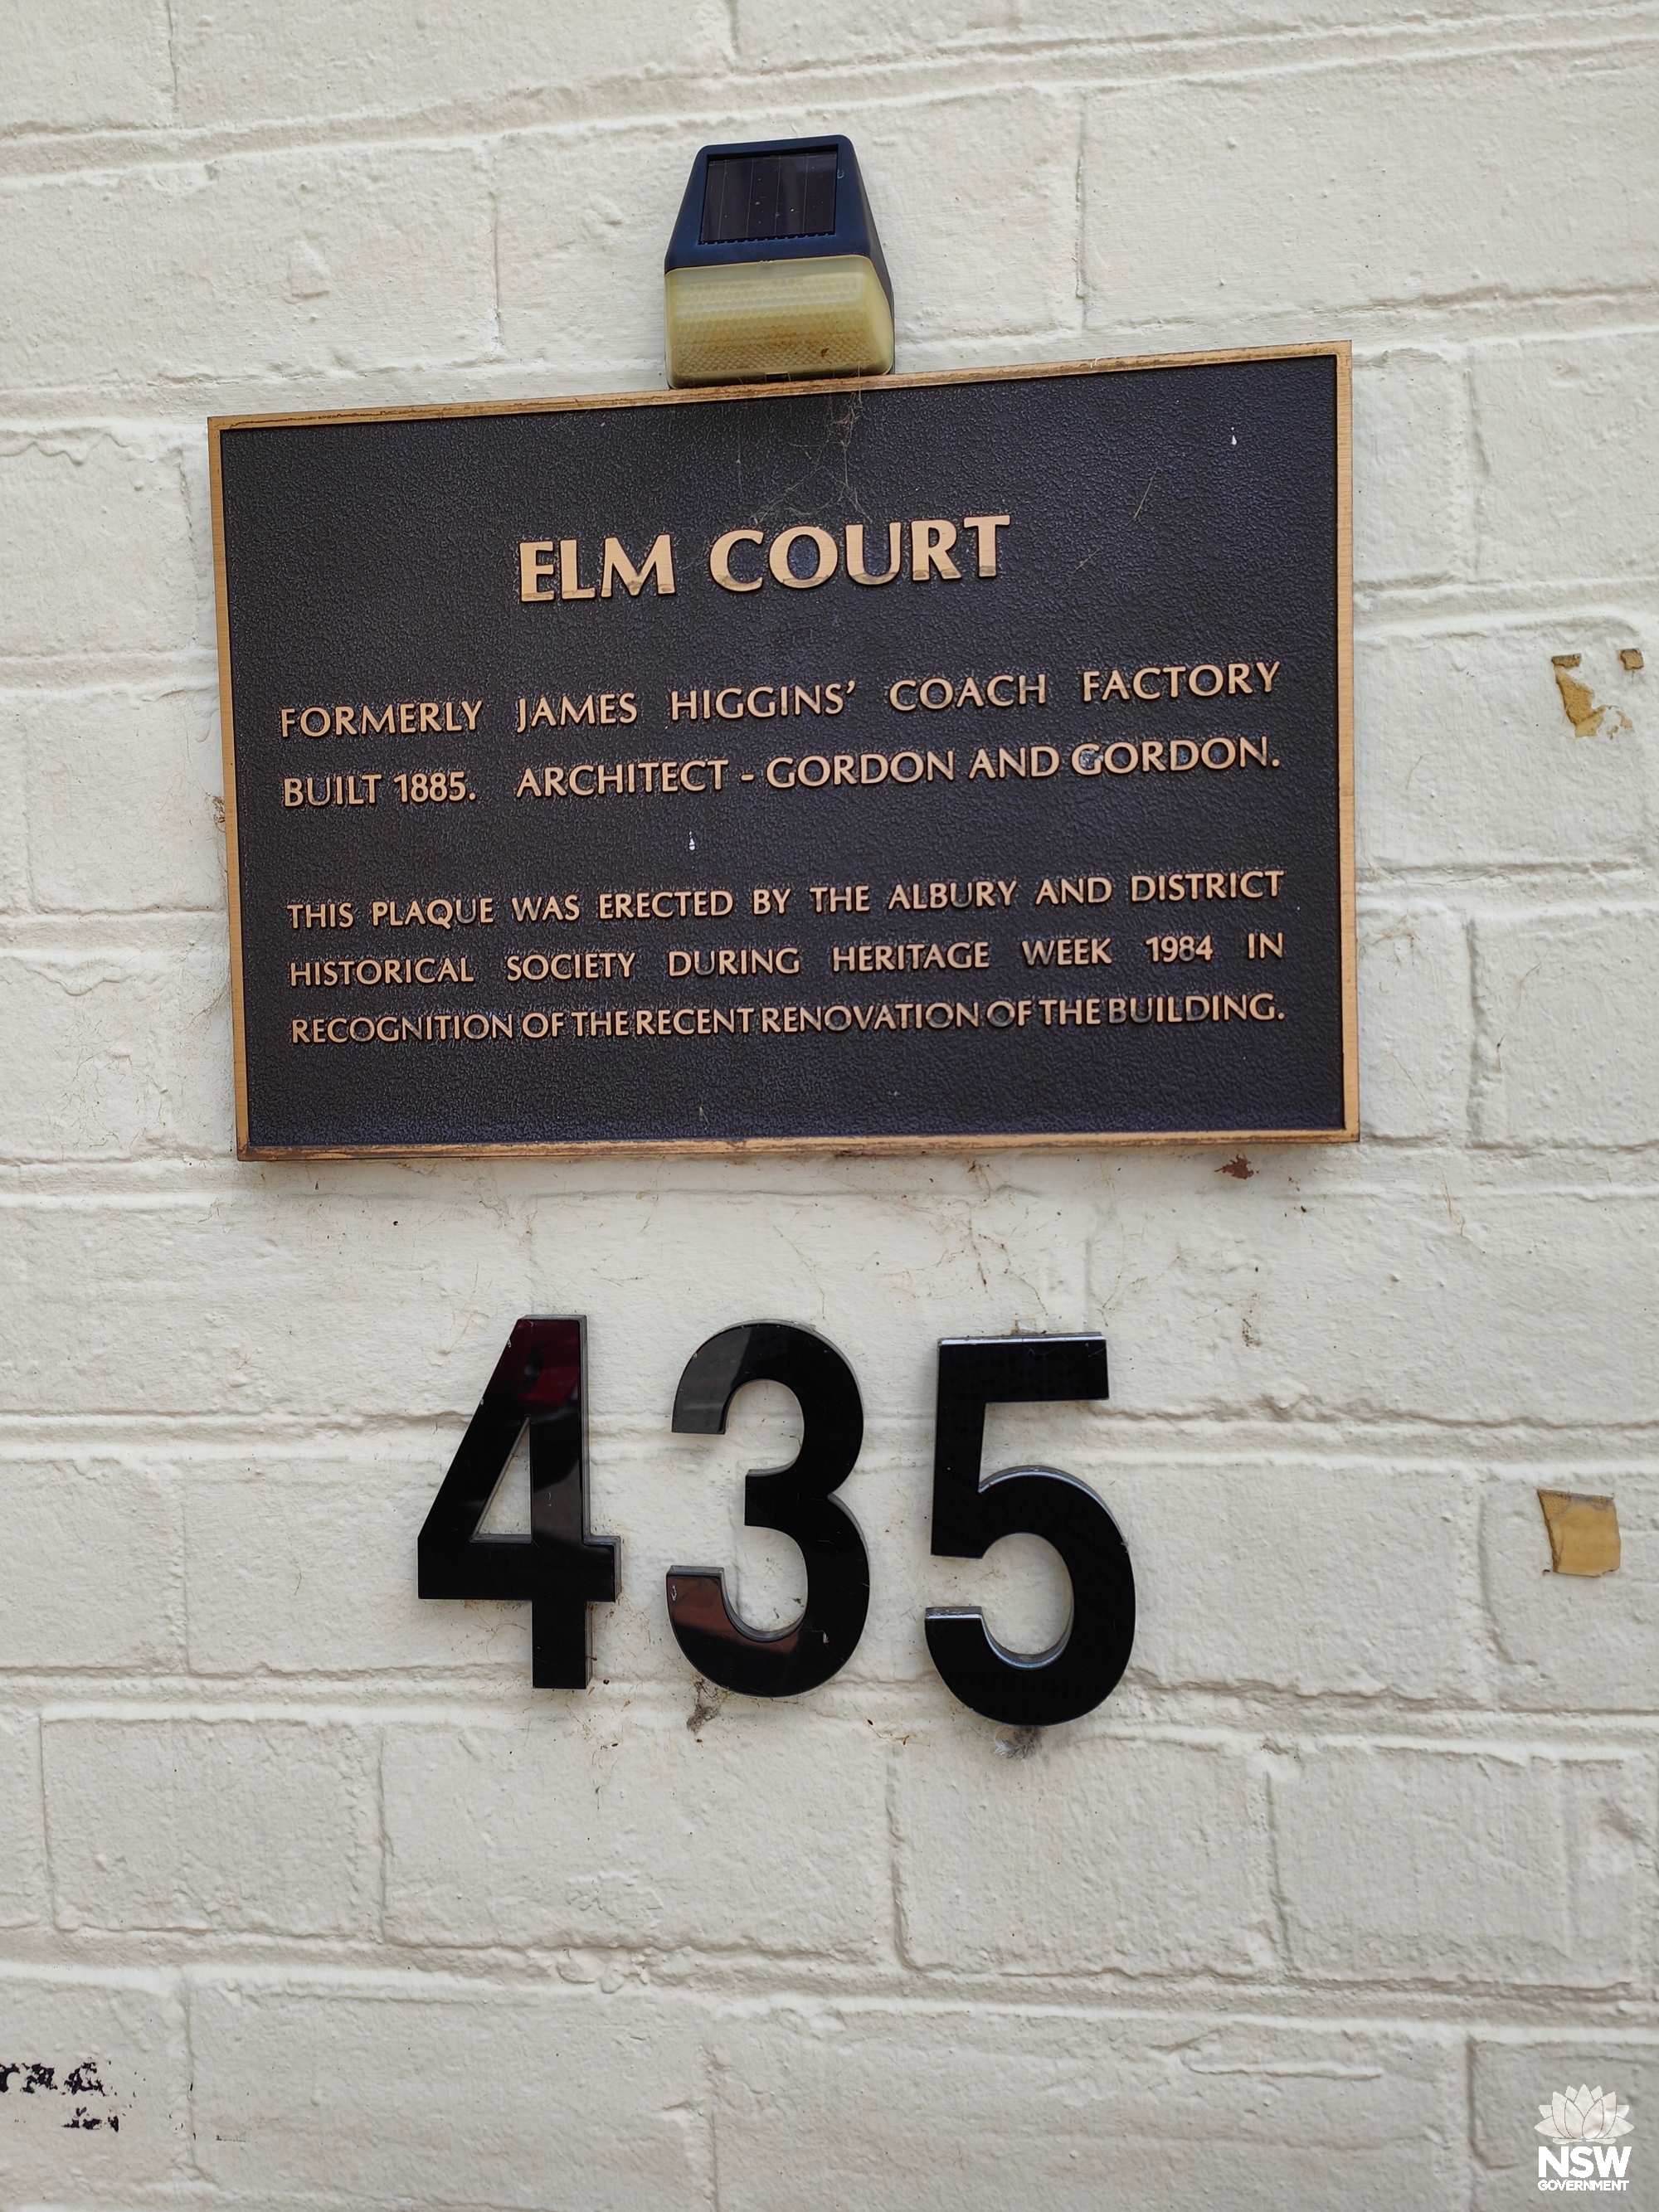 ELM COURT
FORMERLY JAMES HIGGINS' COACH FACTORY
BUILT 1885. ARCHITECT - GORDON AND GORDON.
THIS PLAQUE WAS ERECTED BY THE ALBURY AND DISTRICT
HISTORICAL SOCIETY DURING HERITAGE WEEK 1984 IN
RECOGNITION OF THE RECENT RENOVATION OF THE BUILDING.
435
NSW
GOVERNMENT